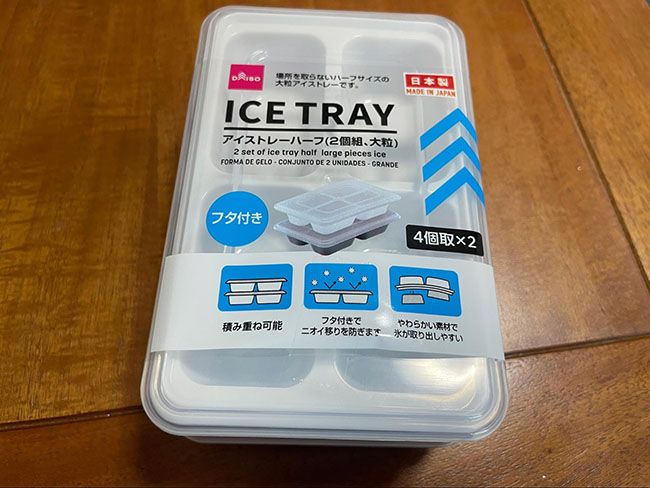 DAISO
場所を取らないハーフサイズの
大粒アイストレーです。
日本製
MADE IN JAPAN
ICE TRAY
アイストレーハーフ(2個組、大粒)
2 set of ice tray half large pieces ice
FORMA DE GELO - CONJUNTO DE 2 UNIDADES - GRANDE
フタ付き
4個取×2
積み重ね可能
フタ付きで
ニオイ移りを防ぎます
やわらかい素材で
氷が取り出しやすい